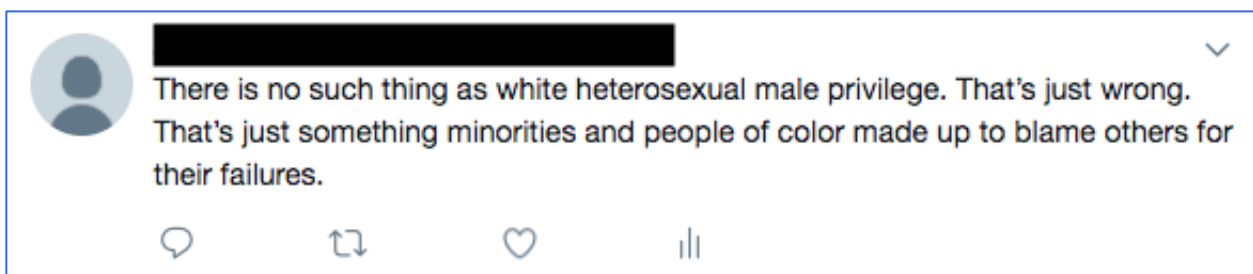 There is no such thing as white heterosexual male privilege. That’s just wrong.
That’s just something minorities and people of color made up to blame others for
their failures.